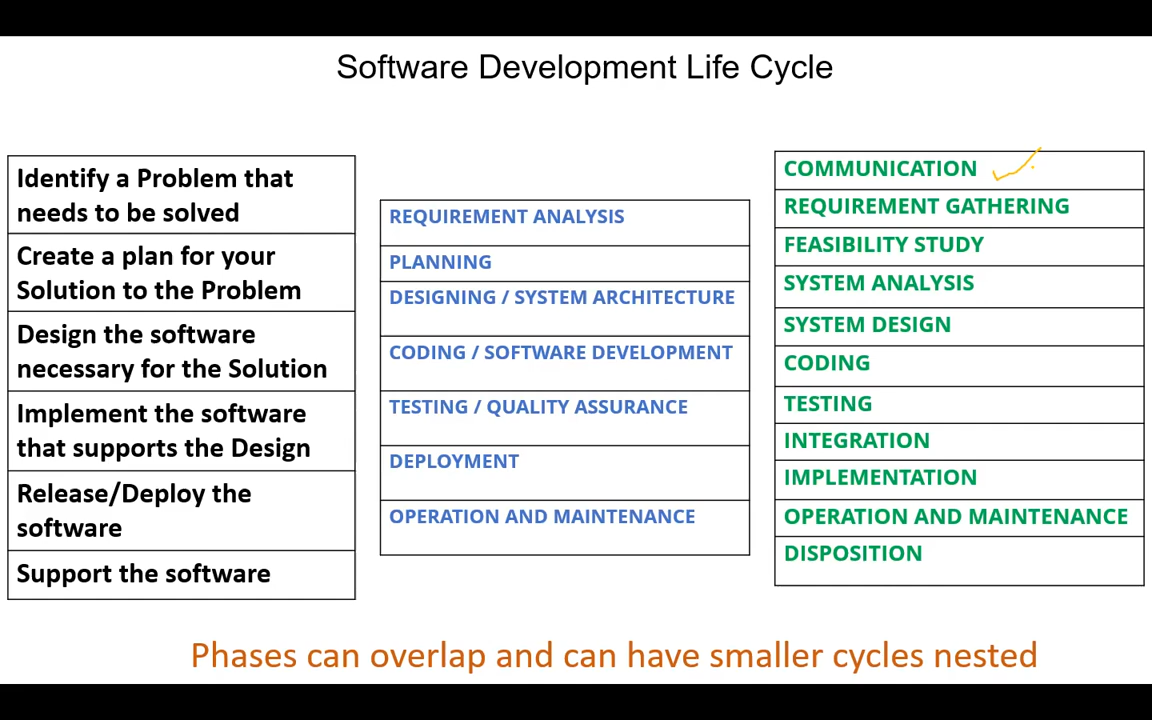 Software Development Life Cycle
Identify a Problem that
needs to be solved
Create a plan for your
Solution to the Problem
Design the software
necessary for the Solution
Implement the software
that supports the Design
Release/Deploy the
software
Support the software
REQUIREMENT ANALYSIS
PLANNING
DESIGNING / SYSTEM ARCHITECTURE
CODING / SOFTWARE DEVELOPMENT
TESTING / QUALITY ASSURANCE
DEPLOYMENT
OPERATION AND MAINTENANCE
COMMUNICATION
REQUIREMENT GATHERING
FEASIBILITY STUDY
SYSTEM ANALYSIS
SYSTEM DESIGN
CODING
TESTING
INTEGRATION
IMPLEMENTATION
OPERATION AND MAINTENANCE
DISPOSITION
Phases can overlap and can have smaller cycles nested